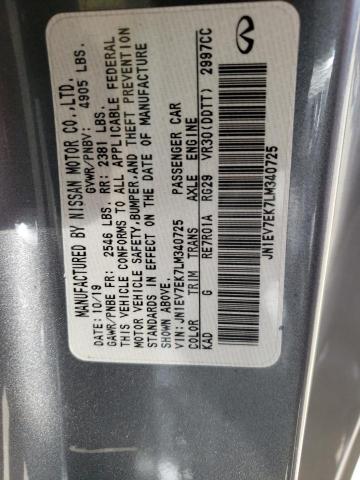 MANUFACTURED BY NISSAN MOTOR CO.,LTD.
GVWR/PNBV: 4905 LBS.
DATE: 10/19
GAWR/PNBE FR: 2546 LBS. RR: 2381 LBS.
THIS VEHICLE CONFORMS TO ALL APPLICABLE FEDERAL
MOTOR VEHICLE SAFETY,BUMPER,AND THEFT PREVENTION
STANDARDS IN EFFECT ON THE DATE OF MANUFACTURE
SHOWN ABOVE.
VIN: JN1EV7EK7LM340725 PASSENGER CAR
COLOR TRIM TRANS AXLE ENGINE
KAD G RE7R01A RG29 VR30(DDTT) 2997CC
JN1EV7EK7LM340725